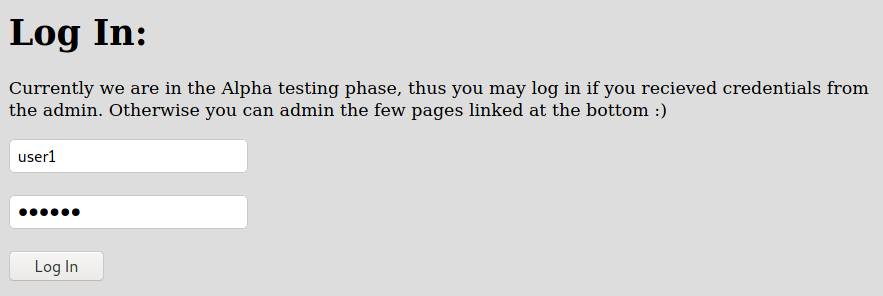 Log In:
Currently we are in the Alpha testing phase, thus you may log in if you recieved credentials from
the admin. Otherwise you can admin the few pages linked at the bottom :)
user1
●●●●●●
Log In